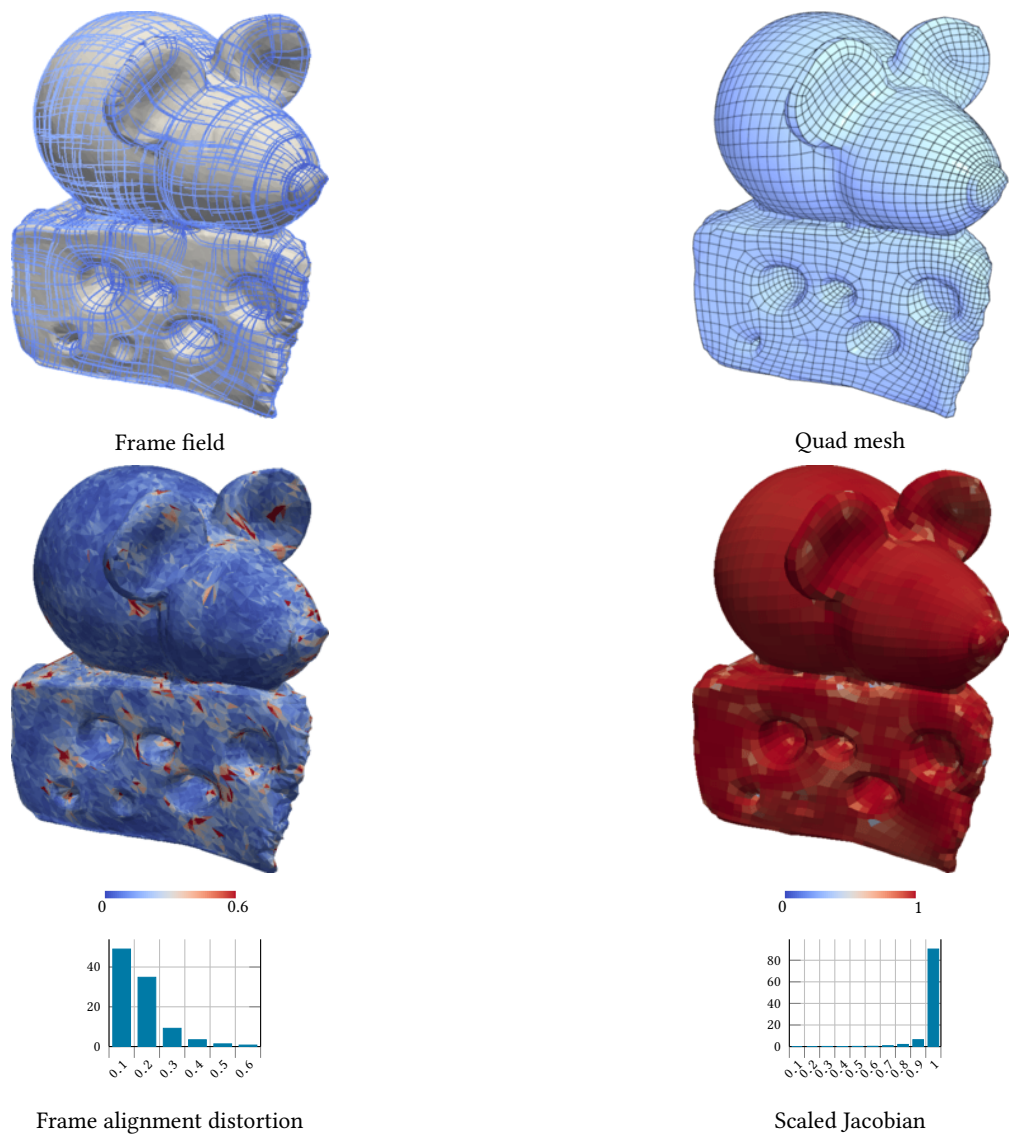 Frame field
Quad mesh
0 0.6
0 1
40
20
0
0.1 0.2 0.3 0.4 0.5 0.6
80
60
40
20
0
0.1 0.2 0.3 0.4 0.5 0.6 0.7 0.8 0.9 1
Frame alignment distortion
Scaled Jacobian